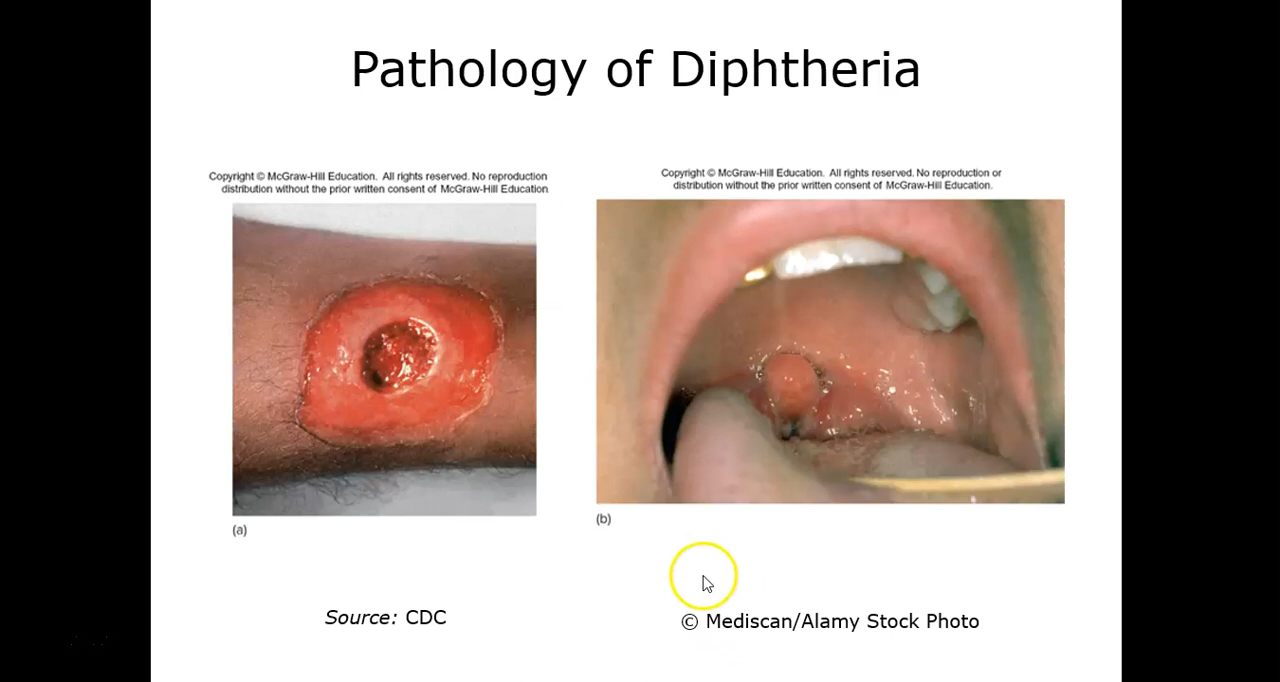 Pathology of Diphtheria
Copyright © McGraw-Hill Education. All rights reserved. No reproduction
distribution without the prior written consent of McGraw-Hill Education
Copyright © McGraw-Hill Education. All rights reserved. No reproduction or
distribution without the prior written consent of McGraw-Hill Education.
(a)
(b)
Source: CDC
© Mediscan/Alamy Stock Photo